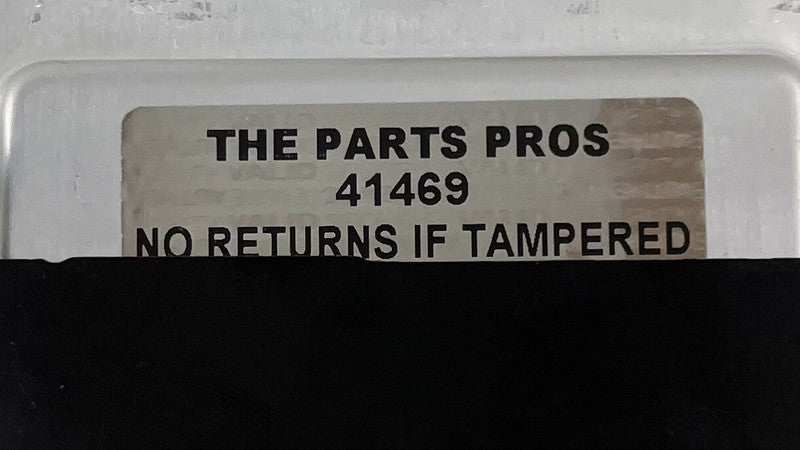 THE PARTS PROS
41469
NO RETURNS IF TAMPERED